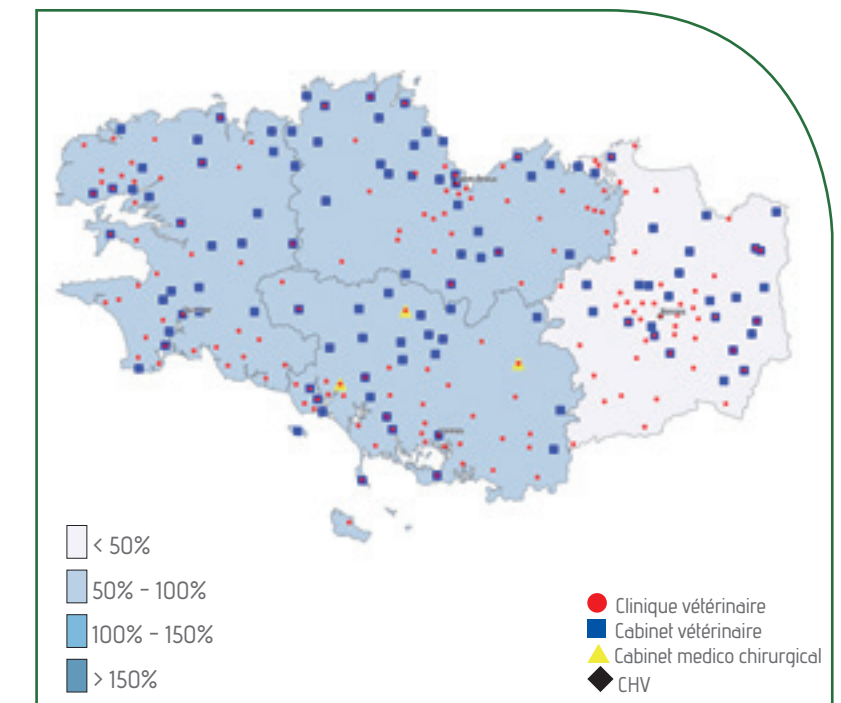 < 50%
50% - 100%
100% - 150%
> 150%
Clinique vétérinaire
Cabinet vétérinaire
Cabinet medico chirurgical
CHV